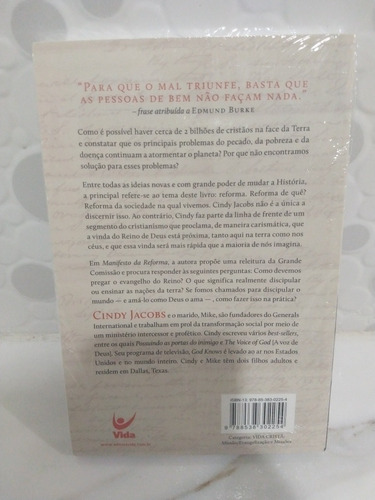 "PARA QUE O MAL TRIUNFE, BASTA QUE
AS PESSOAS DE BEM NÃO FAÇAM NADA."
—frase atribuída a EDMUND BURKE
Como é possível haver cerca de 2 bilhões de cristãos na face da Terra
e constatar que os principais problemas do pecado, da pobreza e da
doença continuam a atormentar o planeta? Por que não encontramos
solução para esses problemas?
Entre todas as ideias novas e com grande poder de mudar a História,
a principal refere-se ao tema deste livro: reforma. Reforma de quê?
Reforma da sociedade na qual vivemos. Cindy Jacobs não é a única a
discernir isso. Ao contrário, Cindy faz parte da linha de frente de um
segmento do cristianismo que proclama, de maneira carismática, que
a vinda do Reino de Deus está próxima, tanto aqui na terra como nos
céus, e que essa vinda será mais rápida que a maioria de nós imagina.
Em Manifesto da Reforma, a autora propõe uma releitura da Grande
Comissão e procura responder às seguintes perguntas: Como devemos
pregar o evangelho do Reino? O que significa realmente discipular
ou ensinar as nações da terra? Se fomos chamados para discipular o
mundo — e amá-lo como Deus o ama —, como fazer isso na prática?
CINDY JACOBS e o marido, Mike, são fundadores do Generals
International e trabalham em prol da transformação social por meio de
um ministério intercessor e profético. Cindy escreveu vários best-sellers,
entre os quais Possuindo as portas do inimigo e The Voice of God [A voz de
Deus]. Seu programa de televisão, God Knows é levado ao ar nos Estados
Unidos e no mundo inteiro. Cindy e Mike têm dois filhos adultos e
residem em Dallas, Texas.
Vida
ISBN-13: 978-85-383-0225-4
9 788538 302254
Categoria: VIDA CRISTÃ